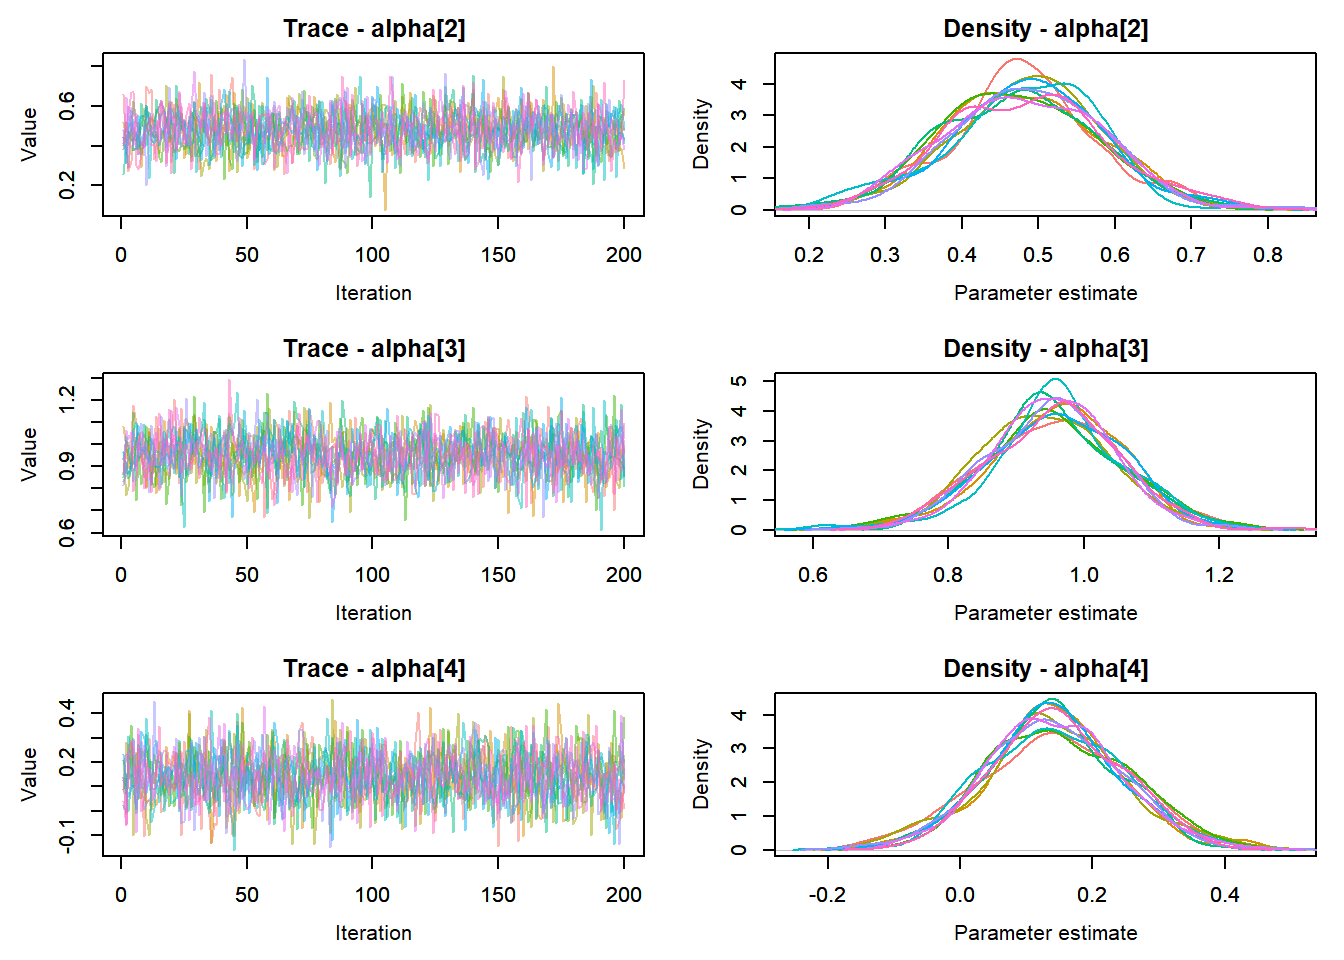 Trace - alpha[2]
Value
0.2 0.6
0 50 100 150 200
Iteration
Density - alpha[2]
Density
0 1 2 3 4
0.2 0.3 0.4 0.5 0.6 0.7 0.8
Parameter estimate
Trace - alpha[3]
Value
0.6 0.9 1.2
0 50 100 150 200
Iteration
Density - alpha[3]
Density
0 1 2 3 4 5
0.6 0.8 1.0 1.2
Parameter estimate
Trace - alpha[4]
Value
-0.1 0.2 0.4
0 50 100 150 200
Iteration
Density - alpha[4]
Density
0 1 2 3 4
-0.2 0.0 0.2 0.4
Parameter estimate